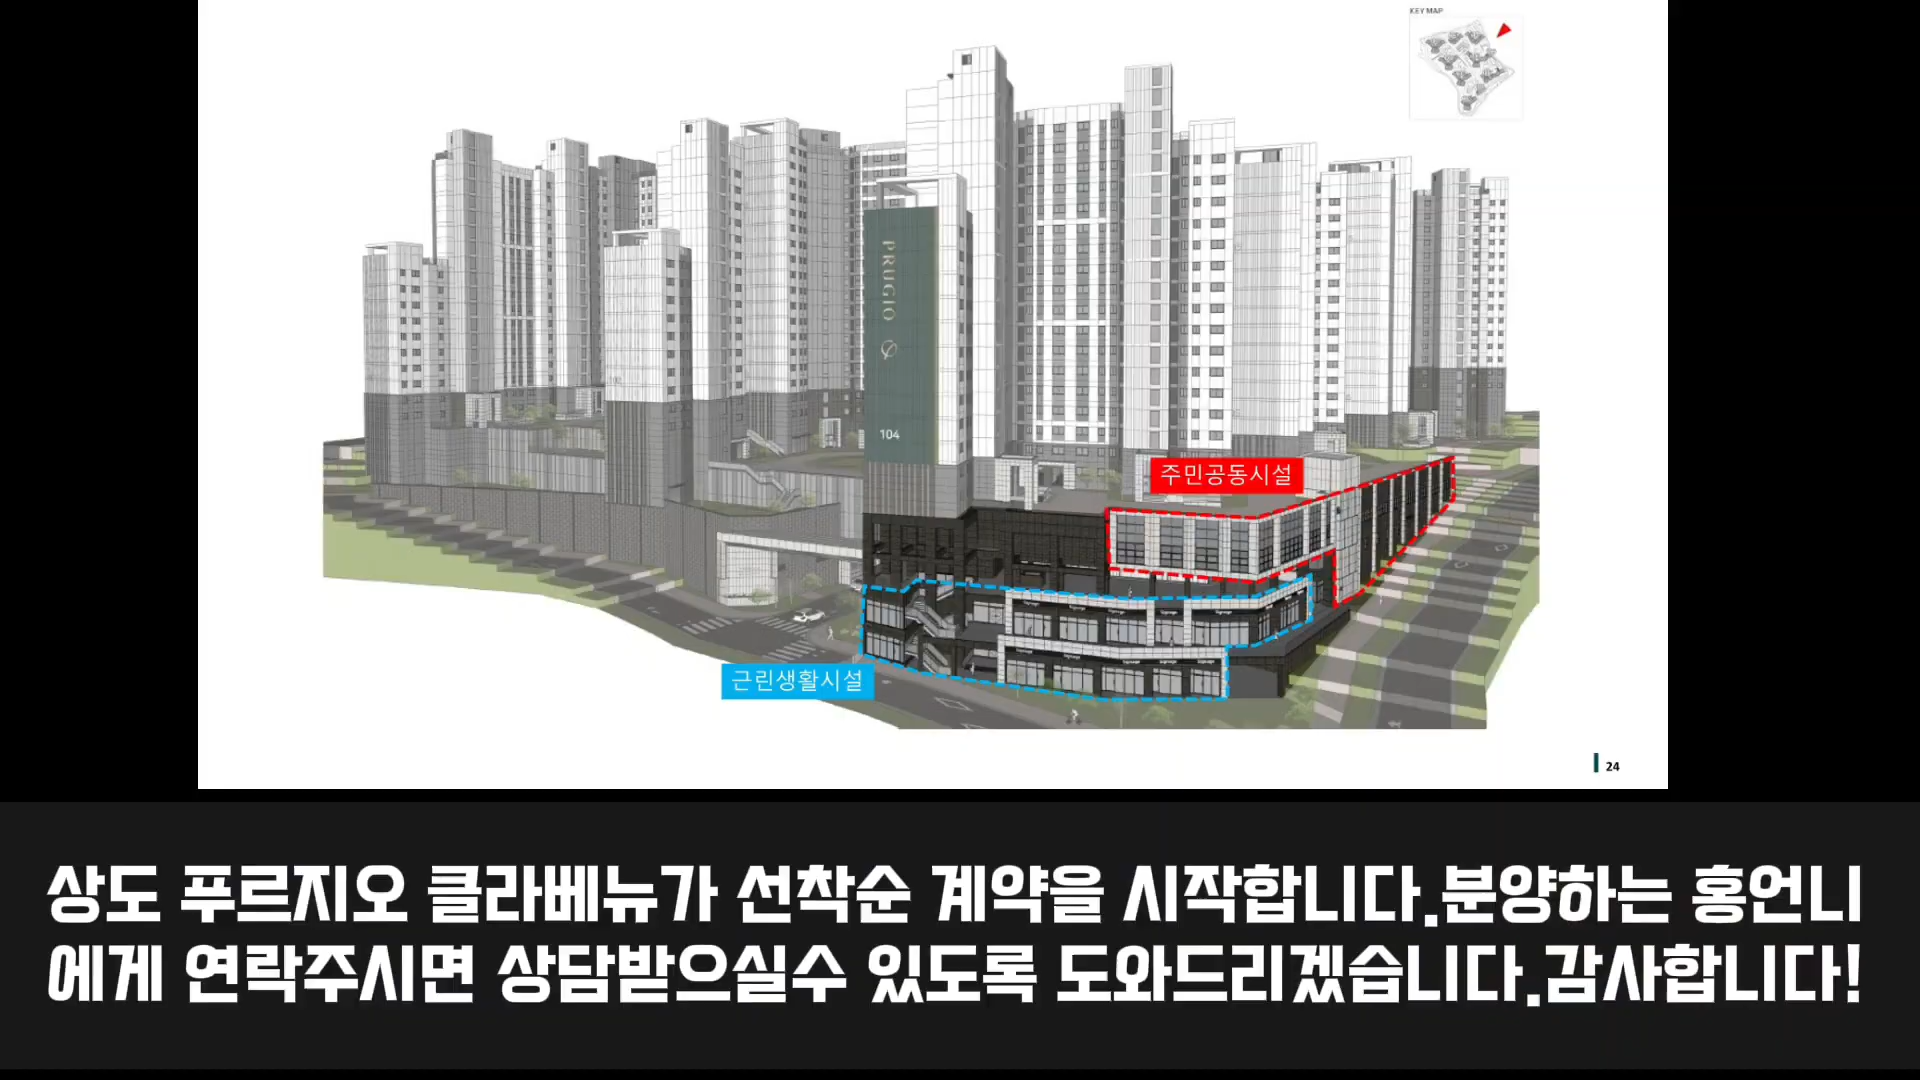 KEY MAP
PRUGIO
104
주민공동시설
근린생활시설
24
상도 푸르지오 클라베뉴가 선착순 계약을 시작합니다.분양하는 홍언니
에게 연락주시면 상담받으실수 있도록 도와드리겠습니다.감사합니다!